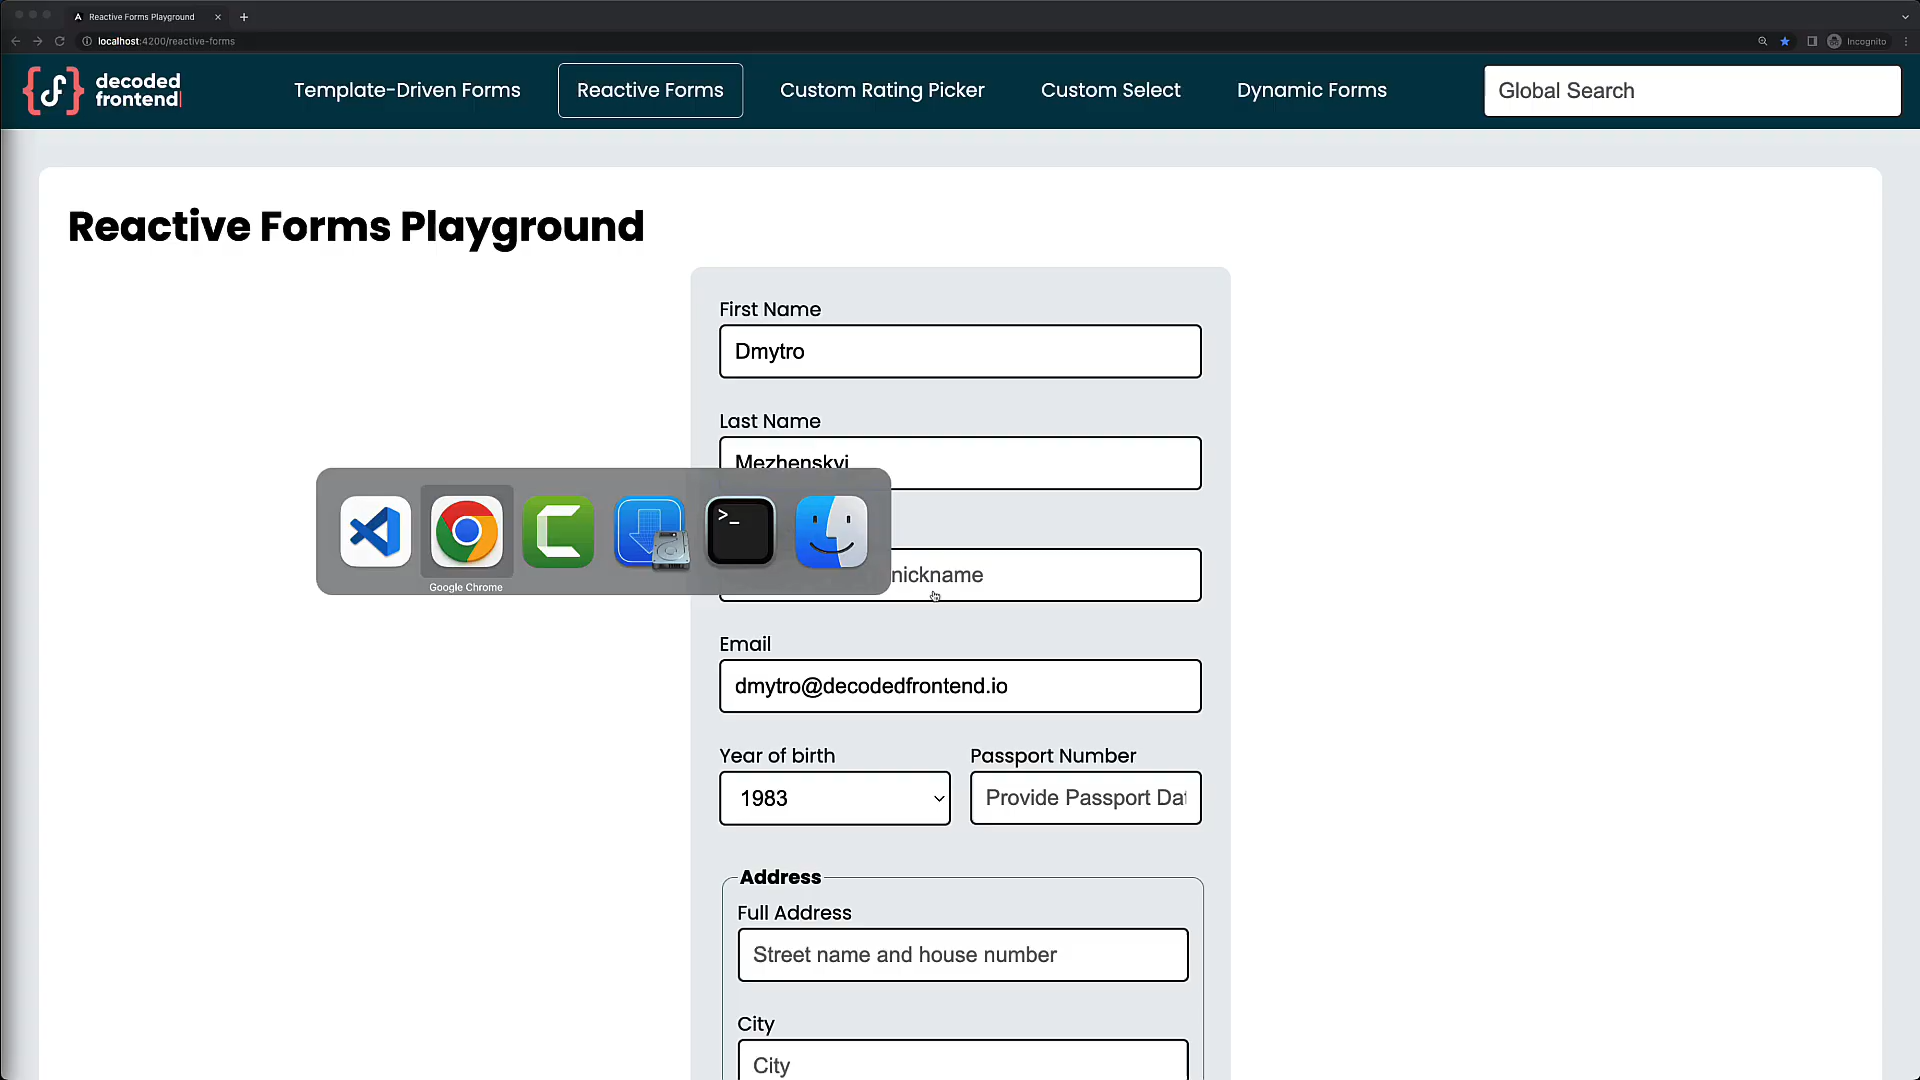 Reactive Forms Playground
localhost:4200/reactive-forms
Incognito
decoded
frontend
Template-Driven Forms
Reactive Forms
Custom Rating Picker
Custom Select
Dynamic Forms
Global Search
Reactive Forms Playground
First Name
Dmytro
Last Name
Mezhenskyi
>_
Google Chrome
nickname
Email
dmytro@decodedfrontend.io
Year of birth
Passport Number
1983
Provide Passport Dat
Address
Full Address
Street name and house number
City
City